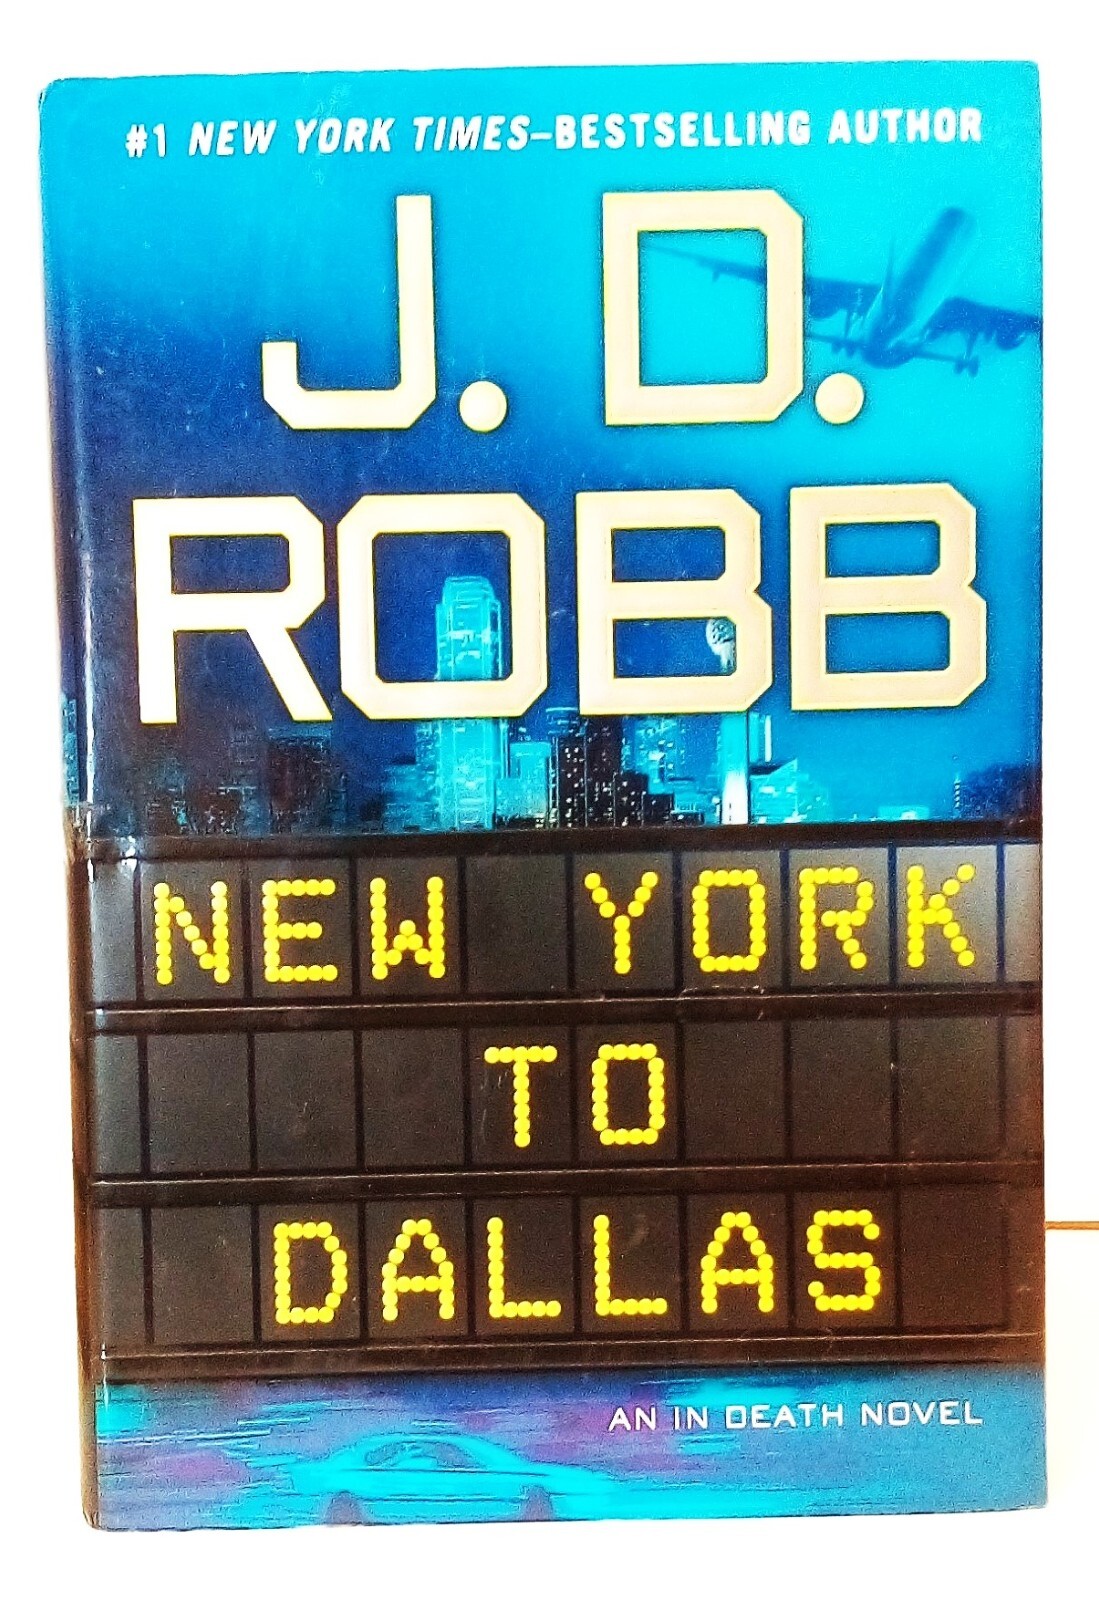 #1 NEW YORK TIMES–BESTSELLING AUTHOR
J. D.
ROBB
NEW YORK
TO
DALLAS
AN IN DEATH NOVEL